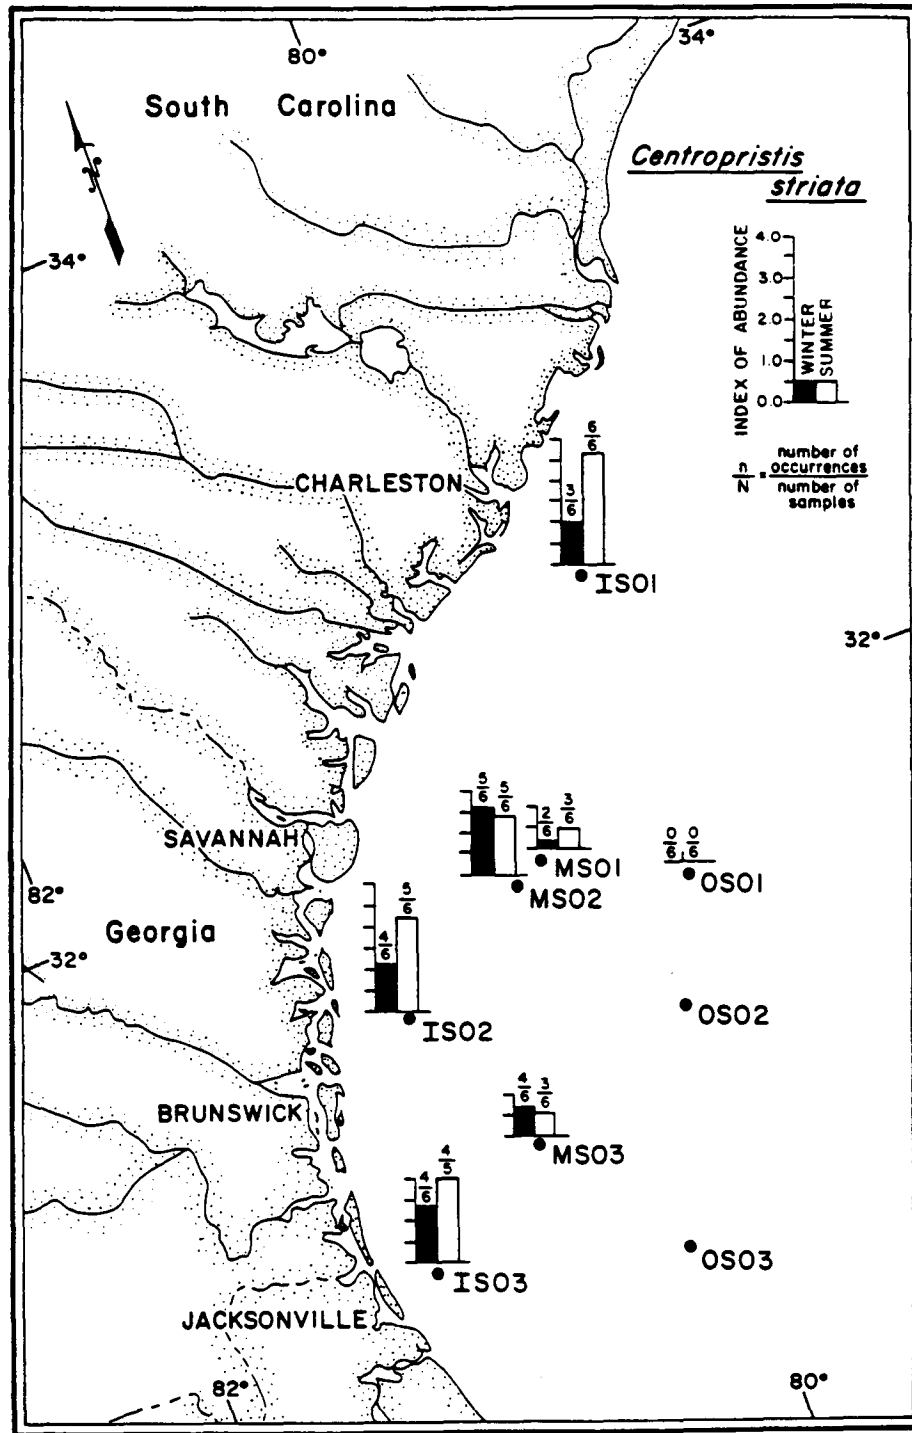 80°
34°
South Carolina
N
Centropristis
striata
34°
INDEX OF ABUNDANCE
4.0
3.0
2.0
1.0
0.0
WINTER
SUMMER
n/N = number of occurrences / number of samples
CHARLESTON
3/6
6/6
IS01
32°
SAVANNAH
5/6
5/6
2/6
3/6
0/6
0/6
MS01
MS02
OS01
82°
Georgia
32°
4/6
5/6
IS02
OS02
BRUNSWICK
4/6
3/6
MS03
4/6
4/5
IS03
OS03
JACKSONVILLE
82°
80°